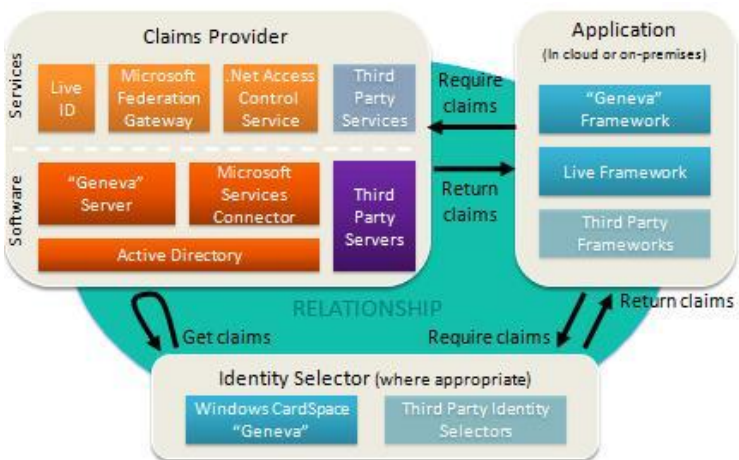 Claims Provider
Services
Live
ID
Microsoft
Federation
Gateway
.Net Access
Control
Service
Third
Party
Services
Software
"Geneva"
Server
Microsoft
Services
Connector
Third
Party
Servers
Active Directory
Require
claims
Return
claims
Application
(In cloud or on-premises)
"Geneva"
Framework
Live Framework
Third Party
Frameworks
RELATIONSHIP
Get claims
Require claims
Return claims
Identity Selector (where appropriate)
Windows CardSpace
"Geneva"
Third Party Identity
Selectors